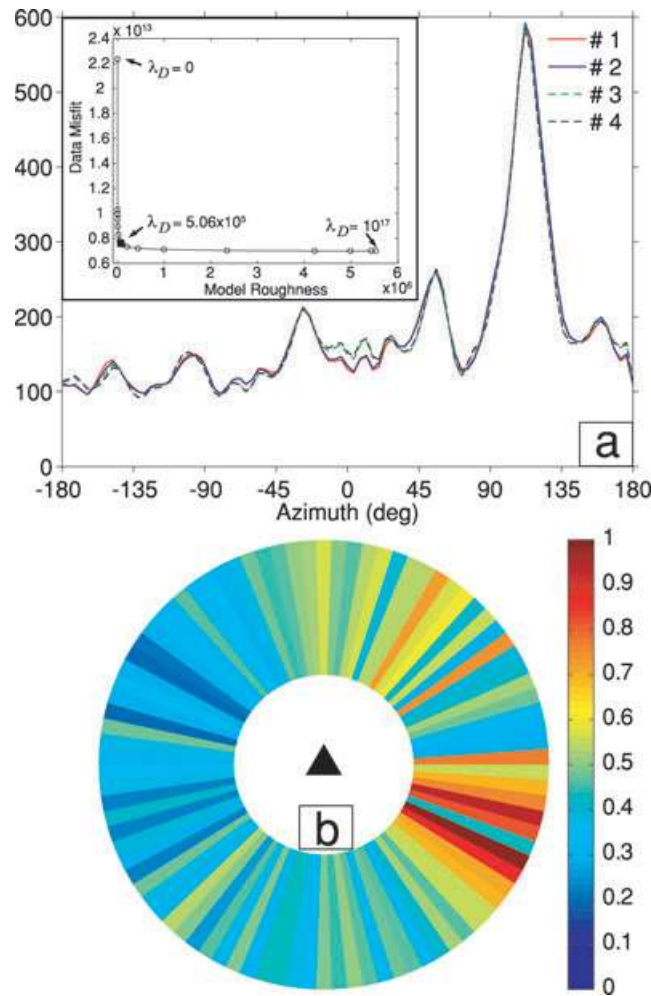 600
500
400
300
200
100
0
x 10¹³
2.4
2.2
2
1.8
1.6
1.4
1.2
1
0.8
0.6
Data Misfit
λD = 0
λD = 5.06x10⁵
λD = 10¹⁷
0 1 2 3 4 5 6
x10⁶
Model Roughness
# 1
# 2
# 3
# 4
a
-180 -135 -90 -45 0 45 90 135 180
Azimuth (deg)
b
1
0.9
0.8
0.7
0.6
0.5
0.4
0.3
0.2
0.1
0